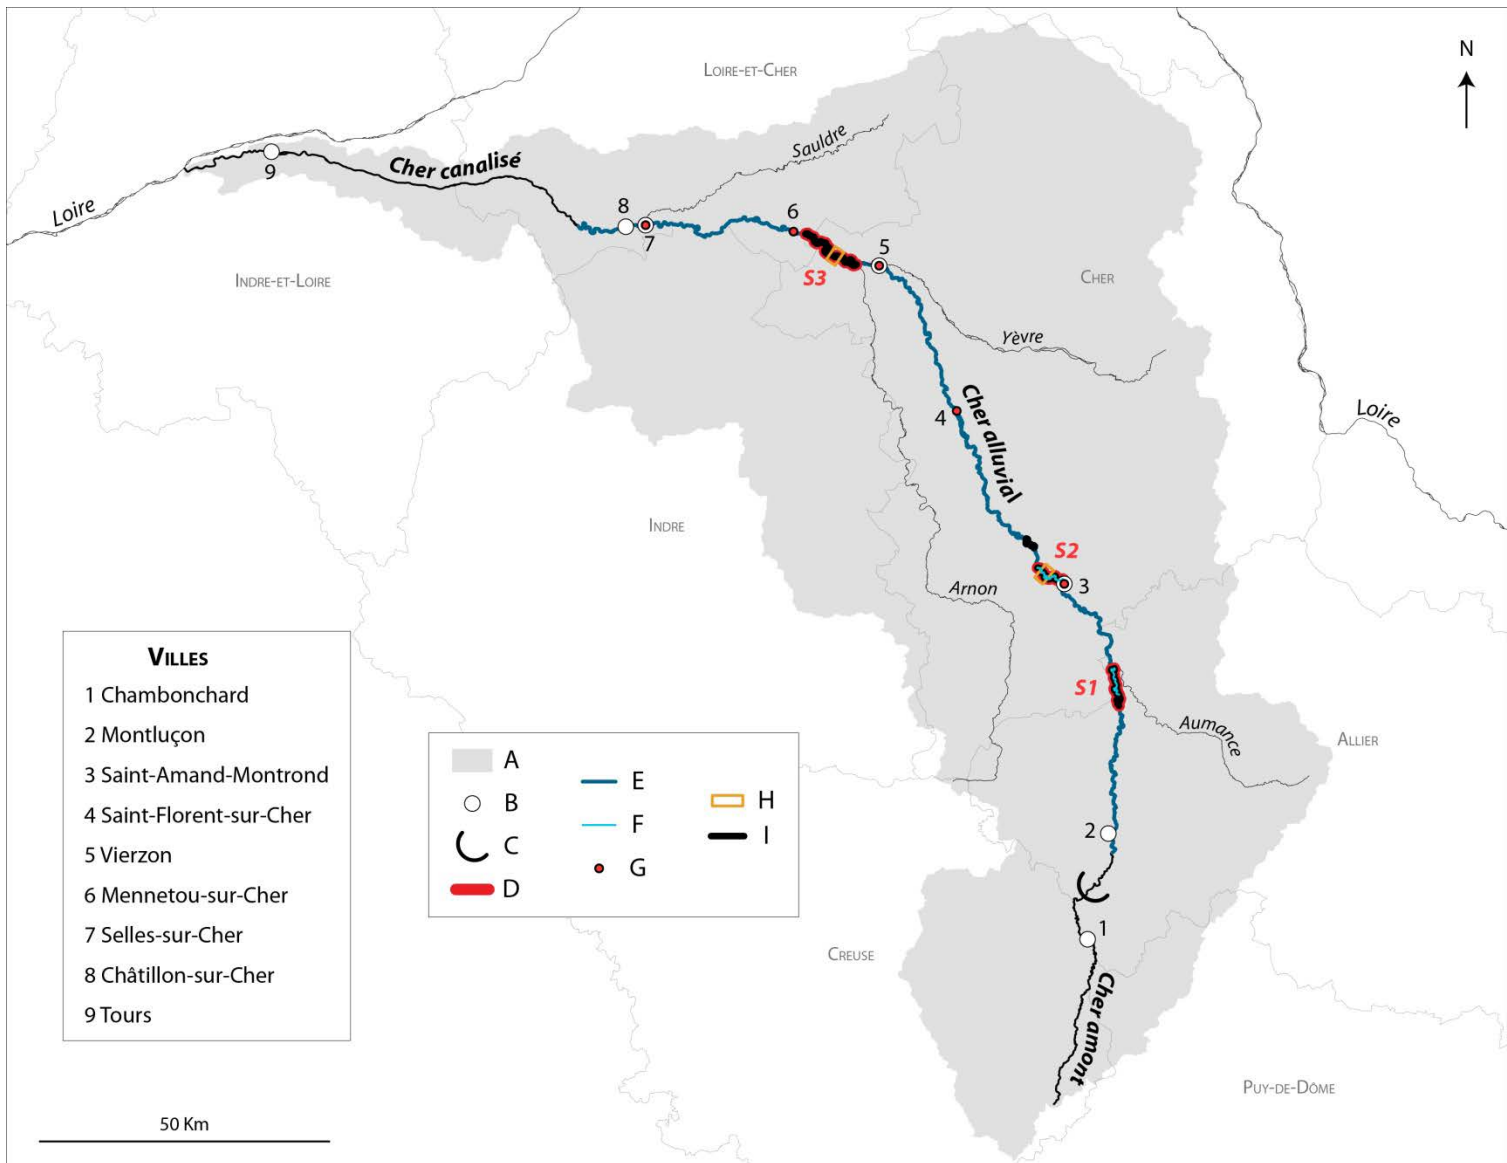 LOIRE-ET-CHER
N
Sauldre
Cher canalisé
9
Loire
8
7
6
5
S3
INDRE-ET-LOIRE
CHER
Yèvre
4
Cher alluvial
Loire
INDRE
S2
3
Arnon
S1
Aumance
ALLIER
2
1
CREUSE
Cher amont
PUY-DE-DÔME
VILLES
1 Chambonchard
2 Montluçon
3 Saint-Amand-Montrond
4 Saint-Florent-sur-Cher
5 Vierzon
6 Mennetou-sur-Cher
7 Selles-sur-Cher
8 Châtillon-sur-Cher
9 Tours
A
B
C
D
E
F
G
H
I
50 Km